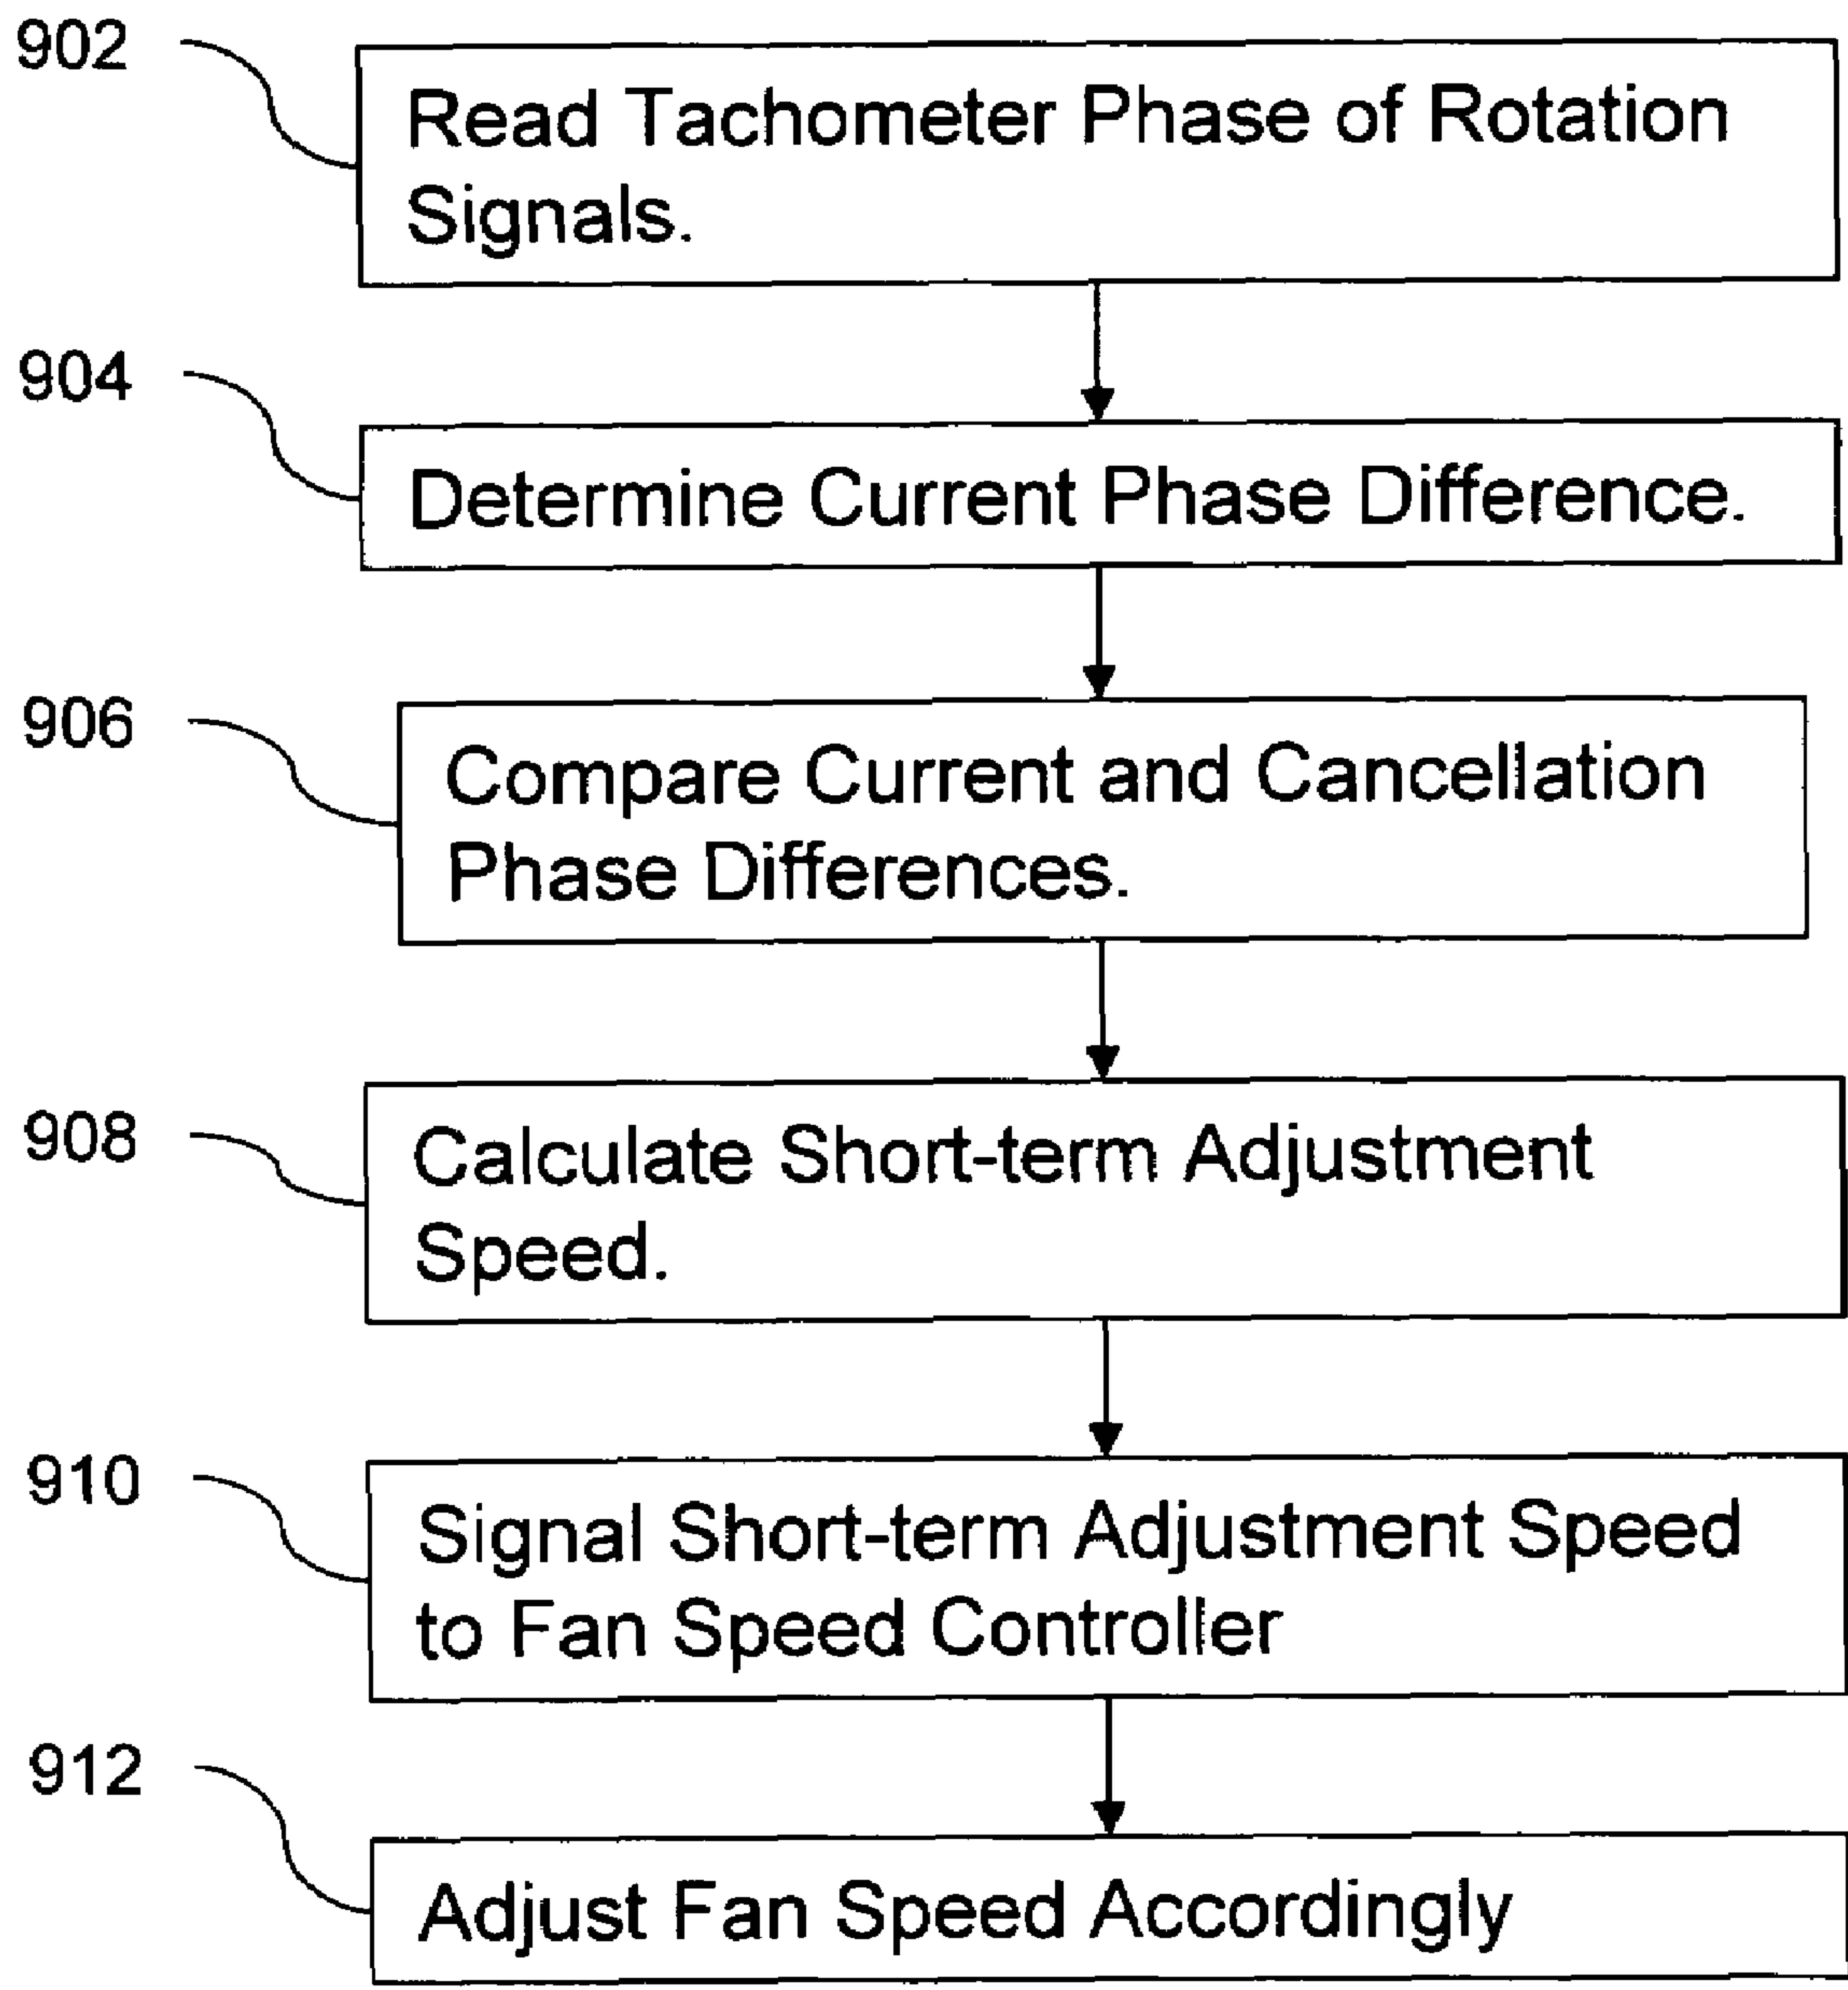 902
Read Tachometer Phase of Rotation
Signals.
904
Determine Current Phase Difference.
906
Compare Current and Cancellation
Phase Differences.
908
Calculate Short-term Adjustment
Speed.
910
Signal Short-term Adjustment Speed
to Fan Speed Controller
912
Adjust Fan Speed Accordingly